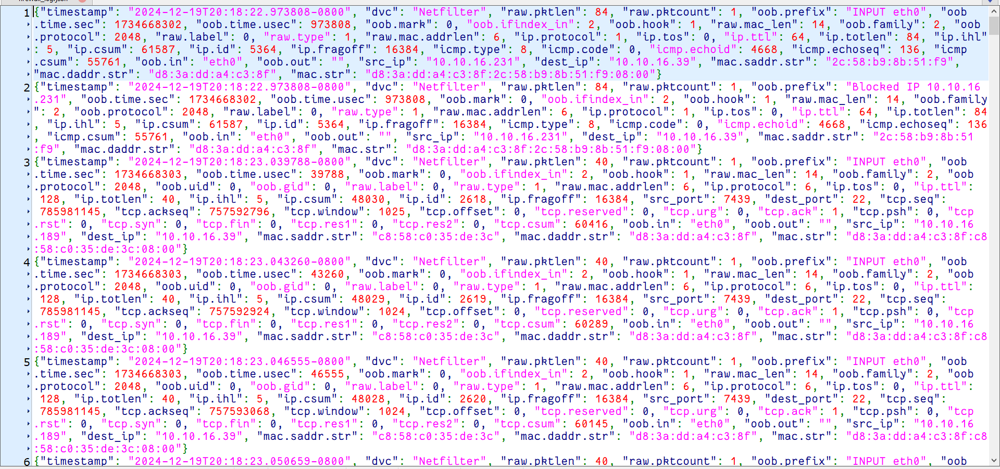 1 {"timestamp": "2024-12-19T20:18:22.973808-0800", "dvc": "Netfilter", "raw.pktlen": 84, "raw.pktcount": 1, "oob.prefix": "INPUT eth0", "oob
.time.sec": 1734668302, "oob.time.usec": 973808, "oob.mark": 0, "oob.ifindex_in": 2, "oob.hook": 1, "raw.mac_len": 14, "oob.family": 2, "oob
.protocol": 2048, "raw.label": 0, "raw.type": 1, "raw.mac.addrlen": 6, "ip.protocol": 1, "ip.tos": 0, "ip.ttl": 64, "ip.totlen": 84, "ip.ihl"
: 5, "ip.csum": 61587, "ip.id": 5364, "ip.fragoff": 16384, "icmp.type": 8, "icmp.code": 0, "icmp.echoid": 4668, "icmp.echoseq": 136, "icmp
.csum": 55761, "oob.in": "eth0", "oob.out": "", "src_ip": "10.10.16.231", "dest_ip": "10.10.16.39", "mac.saddr.str": "2c:58:b9:8b:51:f9",
"mac.daddr.str": "d8:3a:dd:a4:c3:8f", "mac.str": "d8:3a:dd:a4:c3:8f:2c:58:b9:8b:51:f9:08:00"}
2 {"timestamp": "2024-12-19T20:18:22.973808-0800", "dvc": "Netfilter", "raw.pktlen": 84, "raw.pktcount": 1, "oob.prefix": "Blocked IP 10.10.16
.231", "oob.time.sec": 1734668302, "oob.time.usec": 973808, "oob.mark": 0, "oob.ifindex_in": 2, "oob.hook": 1, "raw.mac_len": 14, "oob.family
": 2, "oob.protocol": 2048, "raw.label": 0, "raw.type": 1, "raw.mac.addrlen": 6, "ip.protocol": 1, "ip.tos": 0, "ip.ttl": 64, "ip.totlen": 84
, "ip.ihl": 5, "ip.csum": 61587, "ip.id": 5364, "ip.fragoff": 16384, "icmp.type": 8, "icmp.code": 0, "icmp.echoid": 4668, "icmp.echoseq": 136
, "icmp.csum": 55761, "oob.in": "eth0", "oob.out": "", "src_ip": "10.10.16.231", "dest_ip": "10.10.16.39", "mac.saddr.str": "2c:58:b9:8b:51
:f9", "mac.daddr.str": "d8:3a:dd:a4:c3:8f", "mac.str": "d8:3a:dd:a4:c3:8f:2c:58:b9:8b:51:f9:08:00"}
3 {"timestamp": "2024-12-19T20:18:23.039788-0800", "dvc": "Netfilter", "raw.pktlen": 40, "raw.pktcount": 1, "oob.prefix": "INPUT eth0", "oob
.time.sec": 1734668303, "oob.time.usec": 39788, "oob.mark": 0, "oob.ifindex_in": 2, "oob.hook": 1, "raw.mac_len": 14, "oob.family": 2, "oob
.protocol": 2048, "oob.uid": 0, "oob.gid": 0, "raw.label": 0, "raw.type": 1, "raw.mac.addrlen": 6, "ip.protocol": 6, "ip.tos": 0, "ip.ttl":
128, "ip.totlen": 40, "ip.ihl": 5, "ip.csum": 48030, "ip.id": 2618, "ip.fragoff": 16384, "src_port": 7439, "dest_port": 22, "tcp.seq":
785981145, "tcp.ackseq": 757592796, "tcp.window": 1025, "tcp.offset": 0, "tcp.reserved": 0, "tcp.urg": 0, "tcp.ack": 1, "tcp.psh": 0, "tcp
.rst": 0, "tcp.syn": 0, "tcp.fin": 0, "tcp.res1": 0, "tcp.res2": 0, "tcp.csum": 60416, "oob.in": "eth0", "oob.out": "", "src_ip": "10.10.16
.189", "dest_ip": "10.10.16.39", "mac.saddr.str": "c8:58:c0:35:de:3c", "mac.daddr.str": "d8:3a:dd:a4:c3:8f", "mac.str": "d8:3a:dd:a4:c3:8f:c8
:58:c0:35:de:3c:08:00"}
4 {"timestamp": "2024-12-19T20:18:23.043260-0800", "dvc": "Netfilter", "raw.pktlen": 40, "raw.pktcount": 1, "oob.prefix": "INPUT eth0", "oob
.time.sec": 1734668303, "oob.time.usec": 43260, "oob.mark": 0, "oob.ifindex_in": 2, "oob.hook": 1, "raw.mac_len": 14, "oob.family": 2, "oob
.protocol": 2048, "oob.uid": 0, "oob.gid": 0, "raw.label": 0, "raw.type": 1, "raw.mac.addrlen": 6, "ip.protocol": 6, "ip.tos": 0, "ip.ttl":
128, "ip.totlen": 40, "ip.ihl": 5, "ip.csum": 48029, "ip.id": 2619, "ip.fragoff": 16384, "src_port": 7439, "dest_port": 22, "tcp.seq":
785981145, "tcp.ackseq": 757592924, "tcp.window": 1024, "tcp.offset": 0, "tcp.reserved": 0, "tcp.urg": 0, "tcp.ack": 1, "tcp.psh": 0, "tcp
.rst": 0, "tcp.syn": 0, "tcp.fin": 0, "tcp.res1": 0, "tcp.res2": 0, "tcp.csum": 60289, "oob.in": "eth0", "oob.out": "", "src_ip": "10.10.16
.189", "dest_ip": "10.10.16.39", "mac.saddr.str": "c8:58:c0:35:de:3c", "mac.daddr.str": "d8:3a:dd:a4:c3:8f", "mac.str": "d8:3a:dd:a4:c3:8f:c8
:58:c0:35:de:3c:08:00"}
5 {"timestamp": "2024-12-19T20:18:23.046555-0800", "dvc": "Netfilter", "raw.pktlen": 40, "raw.pktcount": 1, "oob.prefix": "INPUT eth0", "oob
.time.sec": 1734668303, "oob.time.usec": 46555, "oob.mark": 0, "oob.ifindex_in": 2, "oob.hook": 1, "raw.mac_len": 14, "oob.family": 2, "oob
.protocol": 2048, "oob.uid": 0, "oob.gid": 0, "raw.label": 0, "raw.type": 1, "raw.mac.addrlen": 6, "ip.protocol": 6, "ip.tos": 0, "ip.ttl":
128, "ip.totlen": 40, "ip.ihl": 5, "ip.csum": 48028, "ip.id": 2620, "ip.fragoff": 16384, "src_port": 7439, "dest_port": 22, "tcp.seq":
785981145, "tcp.ackseq": 757593068, "tcp.window": 1024, "tcp.offset": 0, "tcp.reserved": 0, "tcp.urg": 0, "tcp.ack": 1, "tcp.psh": 0, "tcp
.rst": 0, "tcp.syn": 0, "tcp.fin": 0, "tcp.res1": 0, "tcp.res2": 0, "tcp.csum": 60145, "oob.in": "eth0", "oob.out": "", "src_ip": "10.10.16
.189", "dest_ip": "10.10.16.39", "mac.saddr.str": "c8:58:c0:35:de:3c", "mac.daddr.str": "d8:3a:dd:a4:c3:8f", "mac.str": "d8:3a:dd:a4:c3:8f:c8
:58:c0:35:de:3c:08:00"}
6 {"timestamp": "2024-12-19T20:18:23.050659-0800", "dvc": "Netfilter", "raw.pktlen": 40, "raw.pktcount": 1, "oob.prefix": "INPUT eth0", "oob